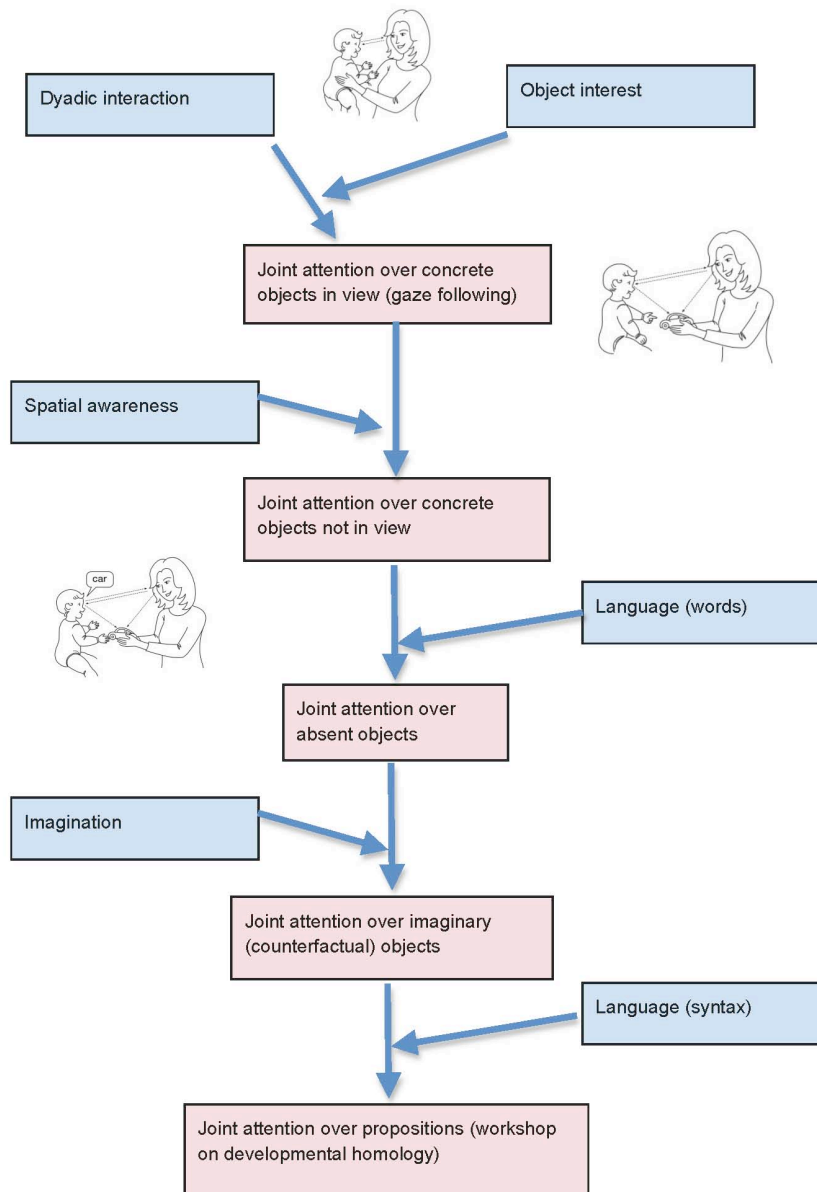 Dyadic interaction
Object interest
Joint attention over concrete
objects in view (gaze following)
Spatial awareness
Joint attention over concrete
objects not in view
car
Language (words)
Joint attention over
absent objects
Imagination
Joint attention over imaginary
(counterfactual) objects
Language (syntax)
Joint attention over propositions (workshop
on developmental homology)